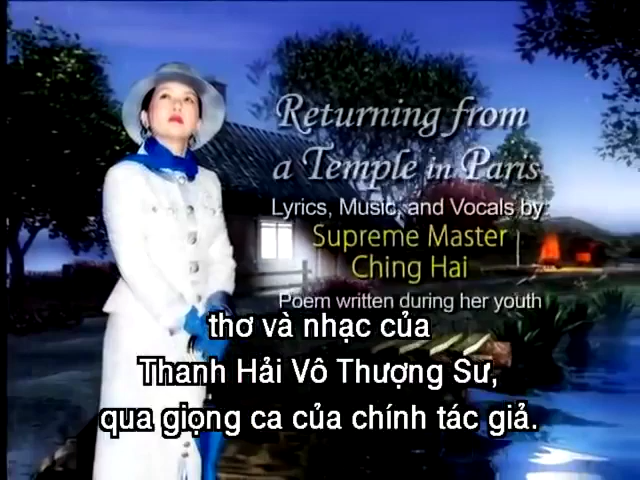 Returning from
a Temple in Paris
Lyrics, Music, and Vocals by:
Supreme Master
Ching Hai
Poem written during her youth
thơ và nhạc của
Thanh Hải Vô Thượng Sư,
qua giọng ca của chính tác giả.